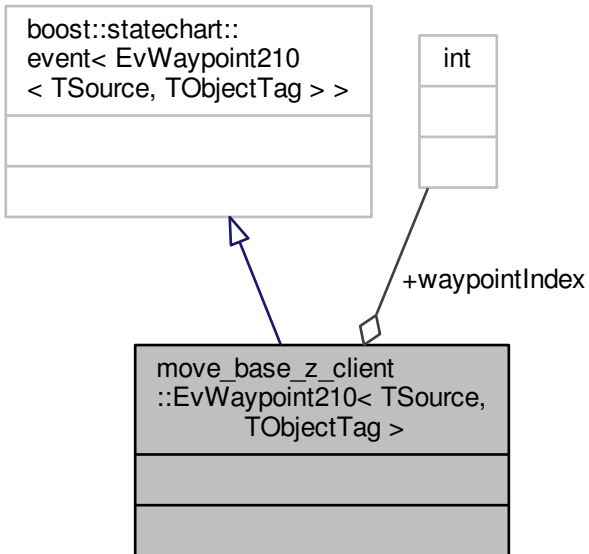 boost::statechart::
event< EvWaypoint210
< TSource, TObjectTag > >
int
+waypointIndex
move_base_z_client
::EvWaypoint210< TSource,
TObjectTag >